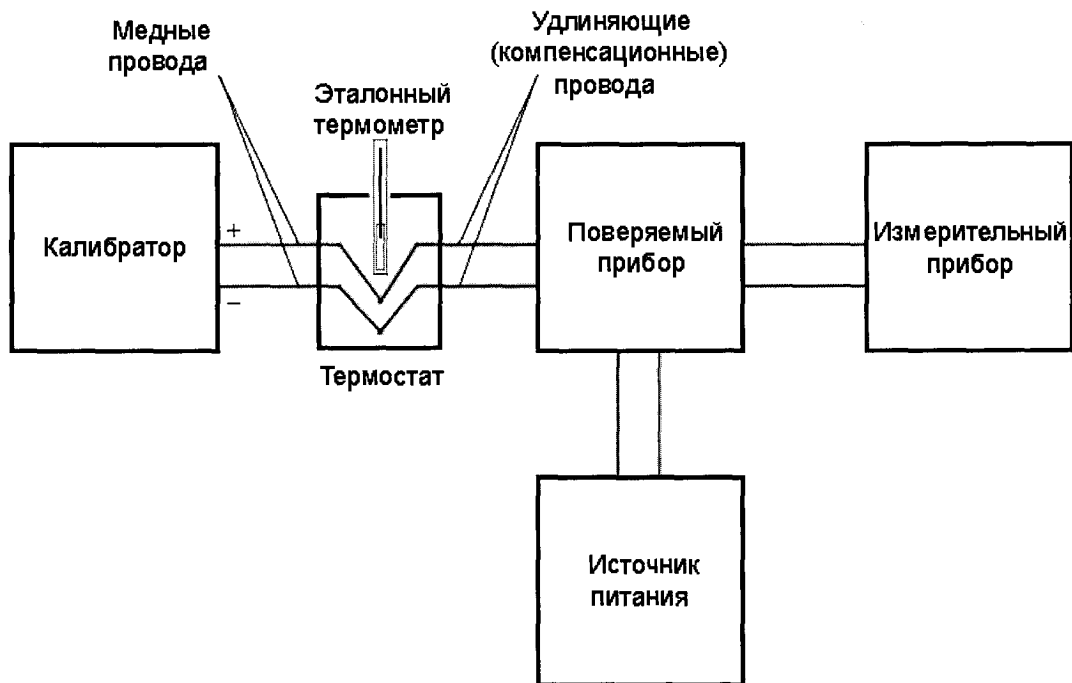 Медные
провода
Удлиняющие
(компенсационные)
провода
Эталонный
термометр
Калибратор
+
−
Термостат
Поверяемый
прибор
Измерительный
прибор
Источник
питания